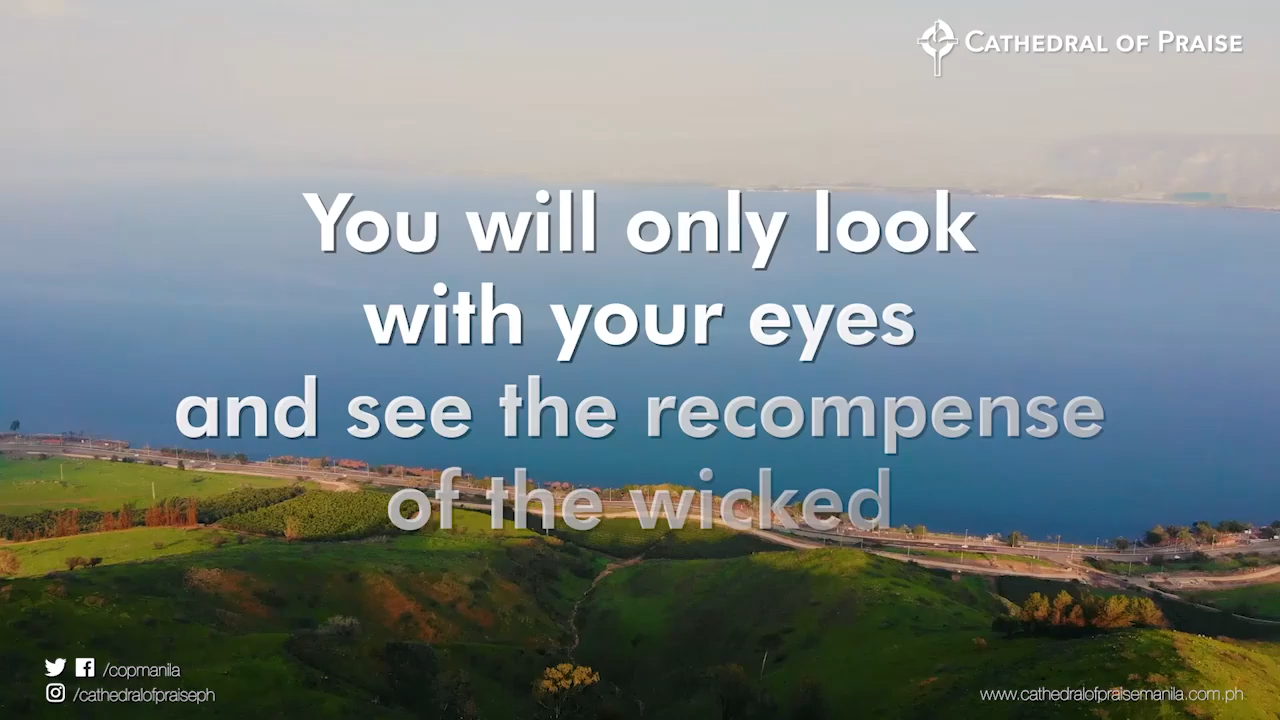 CATHEDRAL OF PRAISE
You will only look
with your eyes
and see the recompense
of the wicked
/copmanila
/cathedralofpraiseph
www.cathedralofpraisemanila.com.ph